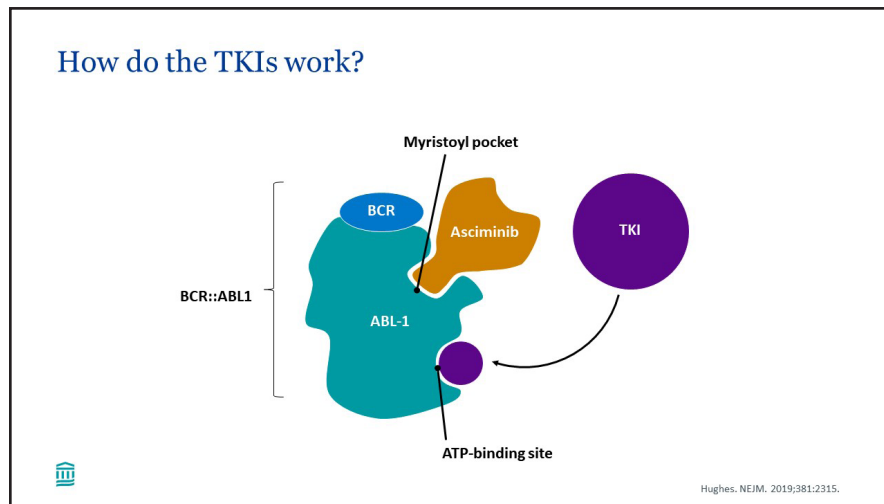 How do the TKIs work?
Myristoyl pocket
BCR
Asciminib
TKI
BCR::ABL1
ABL-1
ATP-binding site
Hughes. NEJM. 2019;381:2315.